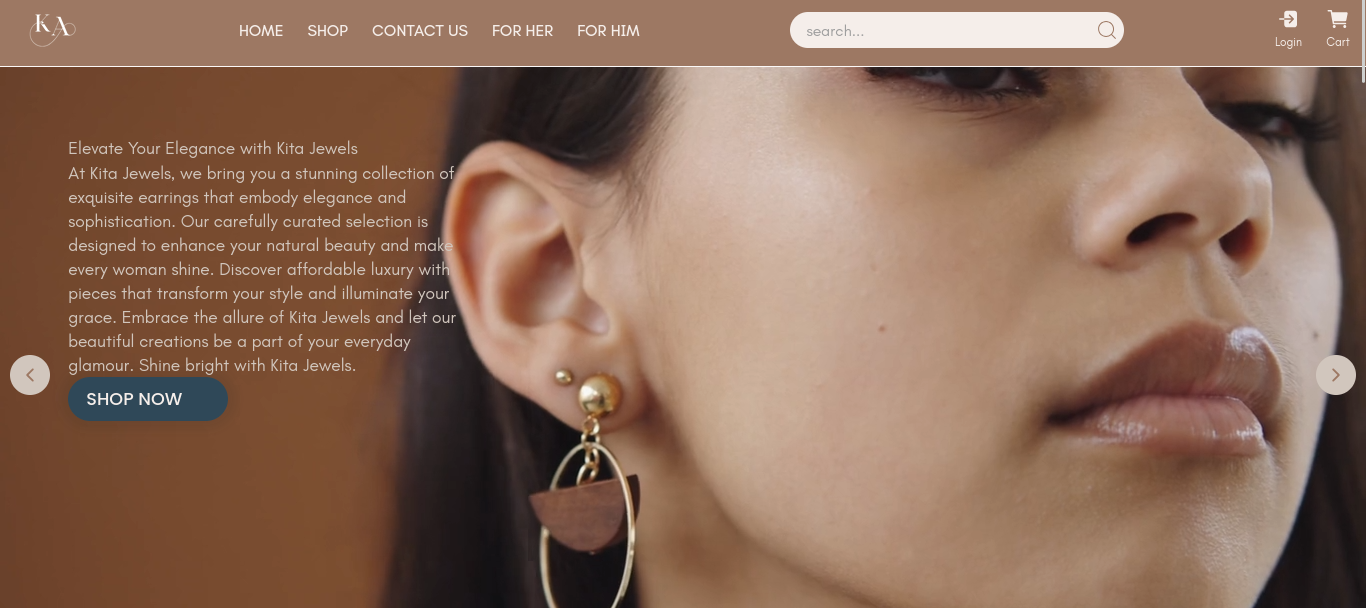 KA
HOME SHOP CONTACT US FOR HER FOR HIM
search...
Login Cart
Elevate Your Elegance with Kita Jewels
At Kita Jewels, we bring you a stunning collection of
exquisite earrings that embody elegance and
sophistication. Our carefully curated selection is
designed to enhance your natural beauty and make
every woman shine. Discover affordable luxury with
pieces that transform your style and illuminate your
grace. Embrace the allure of Kita Jewels and let our
beautiful creations be a part of your everyday
glamour. Shine bright with Kita Jewels.
SHOP NOW